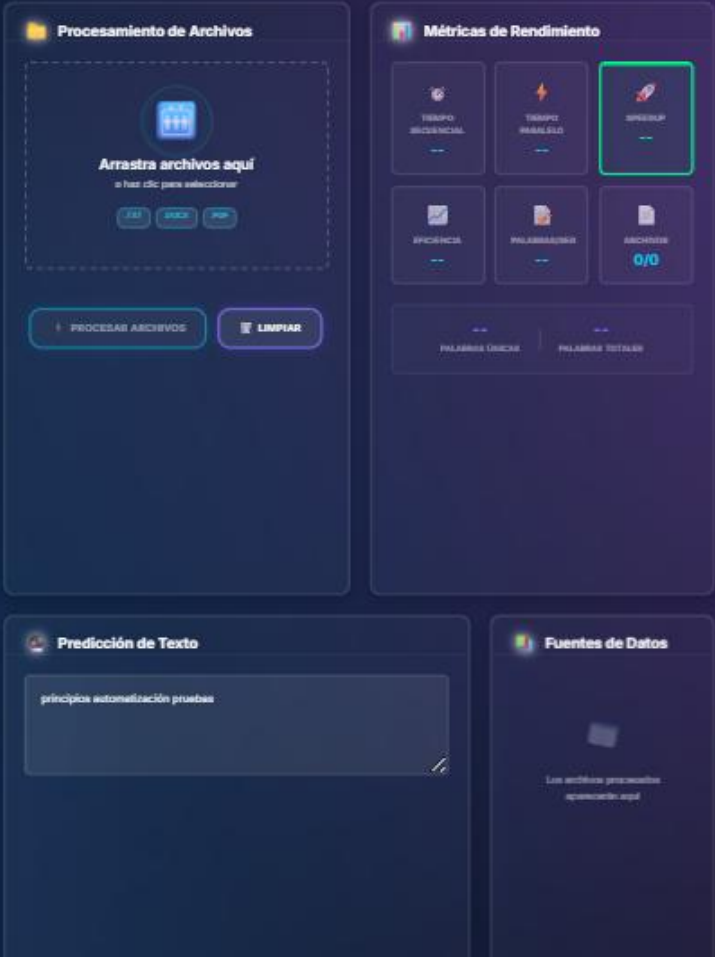 Procesamiento de Archivos
Arrastra archivos aquí
o haz clic para seleccionar
.TXT
DOCX
PDF
PROCESAR ARCHIVOS
LIMPIAR
Métricas de Rendimiento
TIEMPO
SECUENCIAL
--
TIEMPO
PARALELO
--
SPEEDUP
--
EFICIENCIA
--
PALABRAS/SEG
--
ARCHIVOS
0/0
--
PALABRAS ÚNICAS
--
PALABRAS TOTALES
Predicción de Texto
principios automatización pruebas
Fuentes de Datos
Los archivos procesados
aparecerán aquí